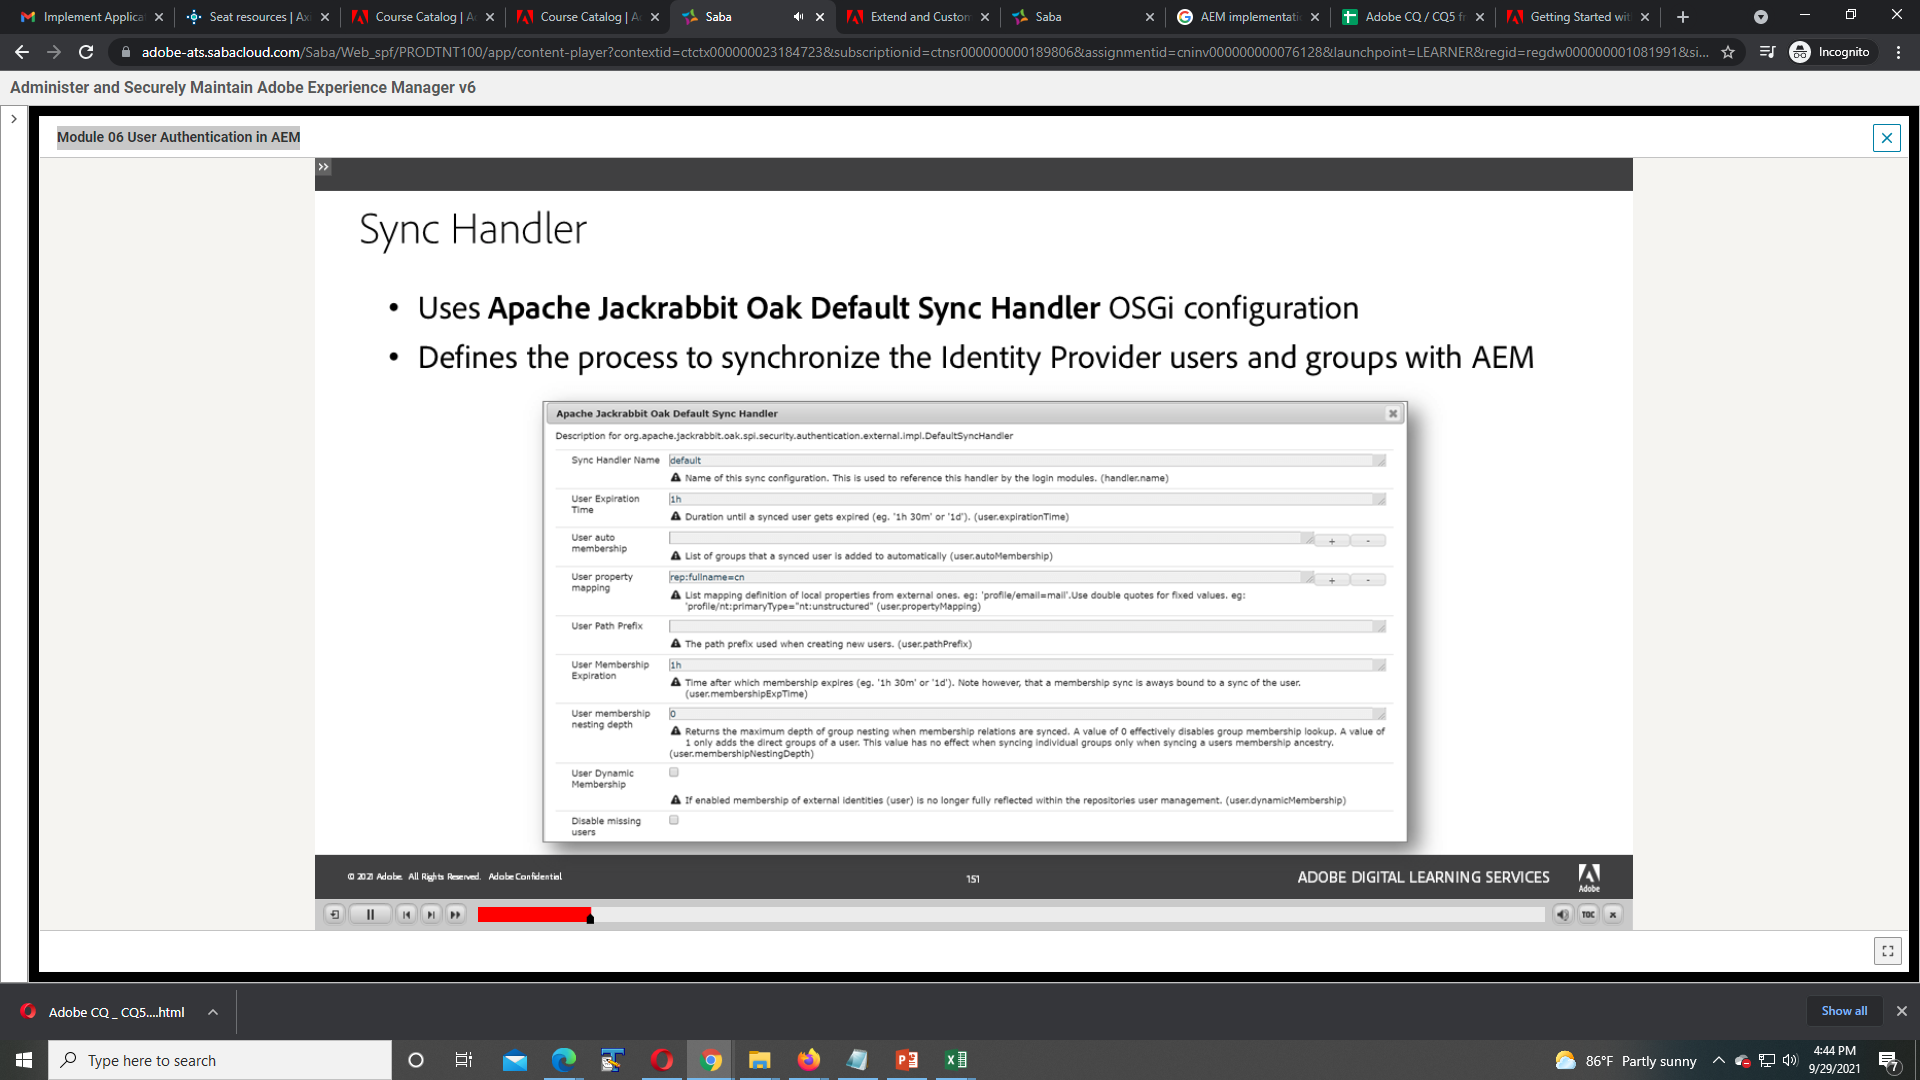 Implement Applica
Seat resources | Ax
Course Catalog | A
Course Catalog | A
Saba
Extend and Custom
Saba
AEM implementati
Adobe CQ / CQ5 fr
Getting Started wit
adobe-ats.sabacloud.com/Saba/Web_spf/PRODTNT100/app/content-player?contextid=ctctx000000023184723&subscriptionid=ctnsr000000000189806&assignmentid=cninv000000000076128&launchpoint=LEARNER&regid=regdw000000001081991&si...
Incognito
Administer and Securely Maintain Adobe Experience Manager v6
Module 06 User Authentication in AEM
Sync Handler
• Uses Apache Jackrabbit Oak Default Sync Handler OSGi configuration
• Defines the process to synchronize the Identity Provider users and groups with AEM
Apache Jackrabbit Oak Default Sync Handler
Description for org.apache.jackrabbit.oak.spi.security.authentication.external.impl.DefaultSyncHandler
Sync Handler Name
default
Name of this sync configuration. This is used to reference this handler by the login modules. (handler.name)
User Expiration
Time
1h
Duration until a synced user gets expired (eg. '1h 30m' or '1d'). (user.expirationTime)
User auto
membership
+ -
List of groups that a synced user is added to automatically (user.autoMembership)
User property
mapping
rep:fullname=cn
+ -
List mapping definition of local properties from external ones. eg: 'profile/email=mail'.Use double quotes for fixed values. eg:
'profile/nt:primaryType="nt:unstructured" (user.propertyMapping)
User Path Prefix
The path prefix used when creating new users. (user.pathPrefix)
User Membership
Expiration
1h
Time after which membership expires (eg. '1h 30m' or '1d'). Note however, that a membership sync is aways bound to a sync of the user.
(user.membershipExpTime)
User membership
nesting depth
0
Returns the maximum depth of group nesting when membership relations are synced. A value of 0 effectively disables group membership lookup. A value of
1 only adds the direct groups of a user. This value has no effect when syncing individual groups only when syncing a users membership ancestry.
(user.membershipNestingDepth)
User Dynamic
Membership
If enabled membership of external identities (user) is no longer fully reflected within the repositories user management. (user.dynamicMembership)
Disable missing
users
© 2021 Adobe. All Rights Reserved. Adobe Confidential
151
ADOBE DIGITAL LEARNING SERVICES
Adobe
TOC
Adobe CQ _ CQ5....html
Show all
Type here to search
86°F Partly sunny
4:44 PM
9/29/2021
7